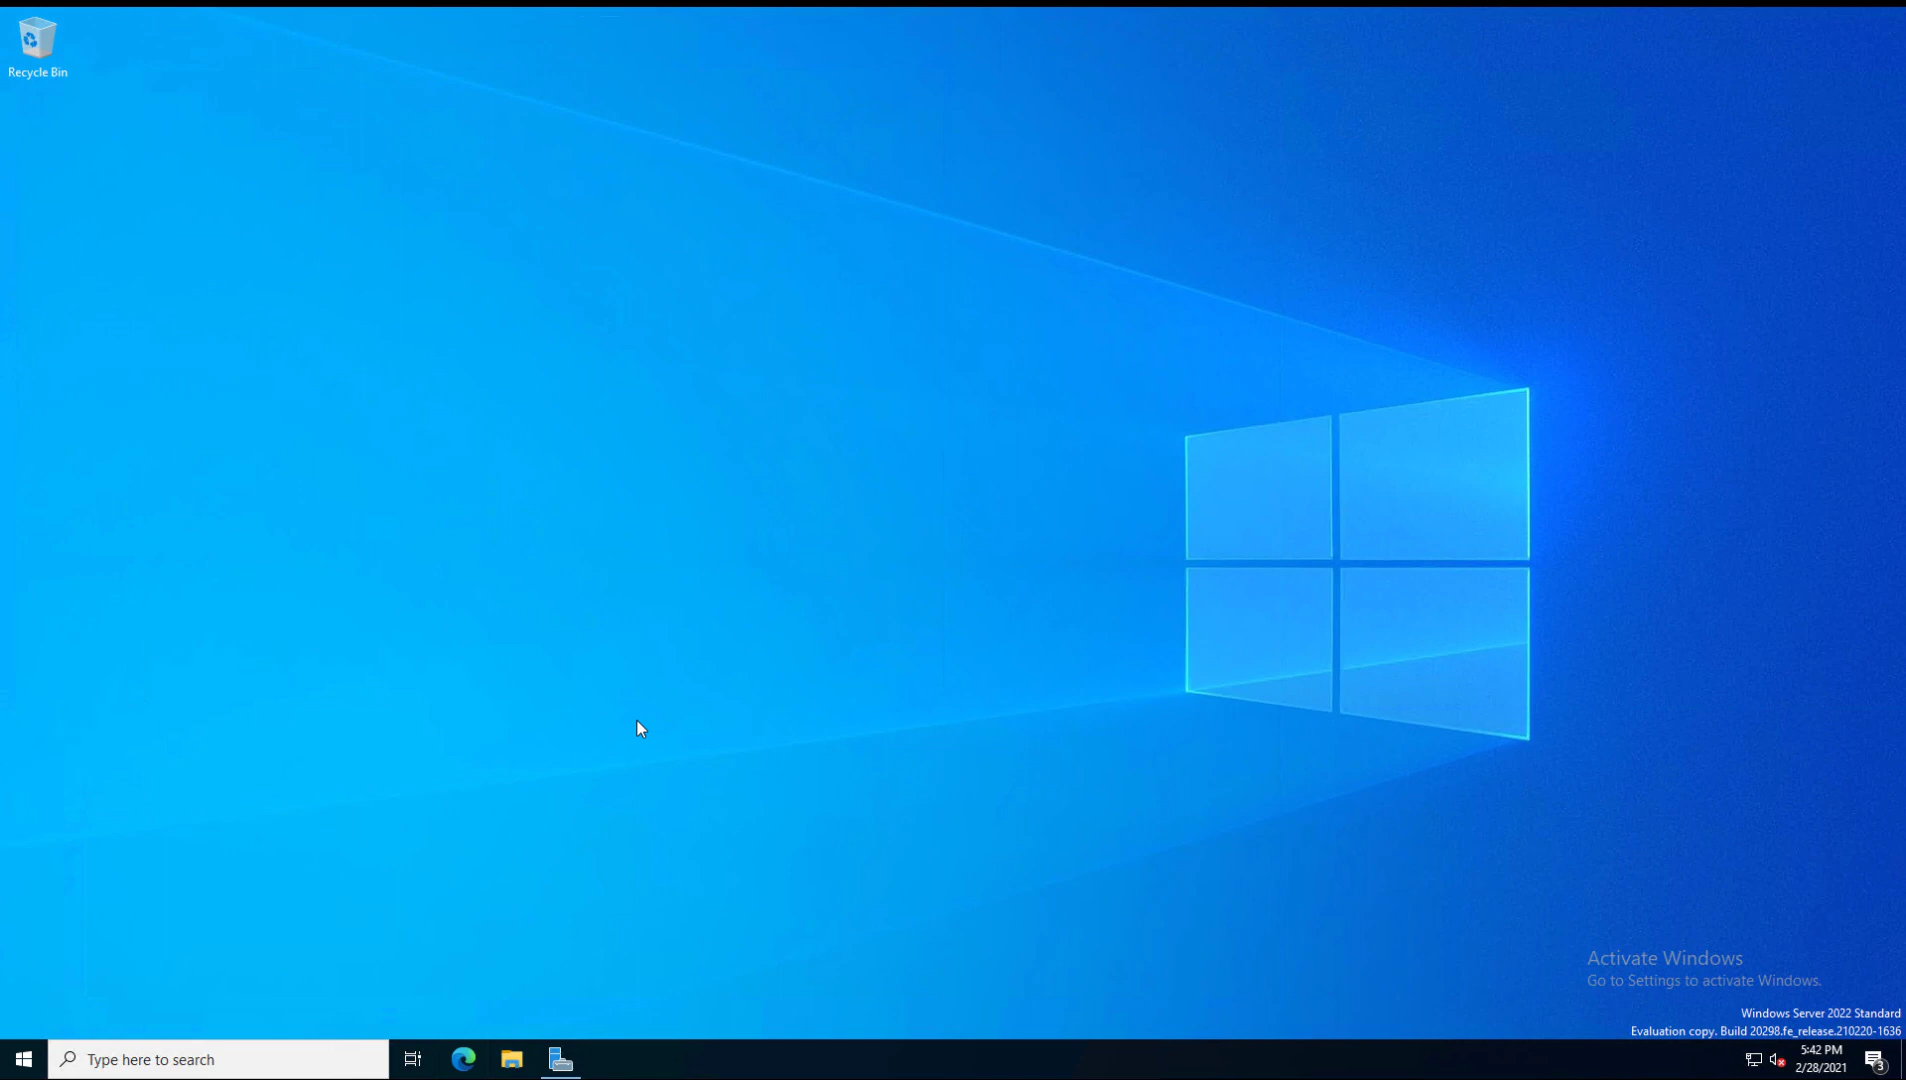 Recycle Bin
Activate Windows
Go to Settings to activate Windows.
Windows Server 2022 Standard
Evaluation copy. Build 20298.fe_release.210220-1636
Type here to search
5:42 PM
2/28/2021
3